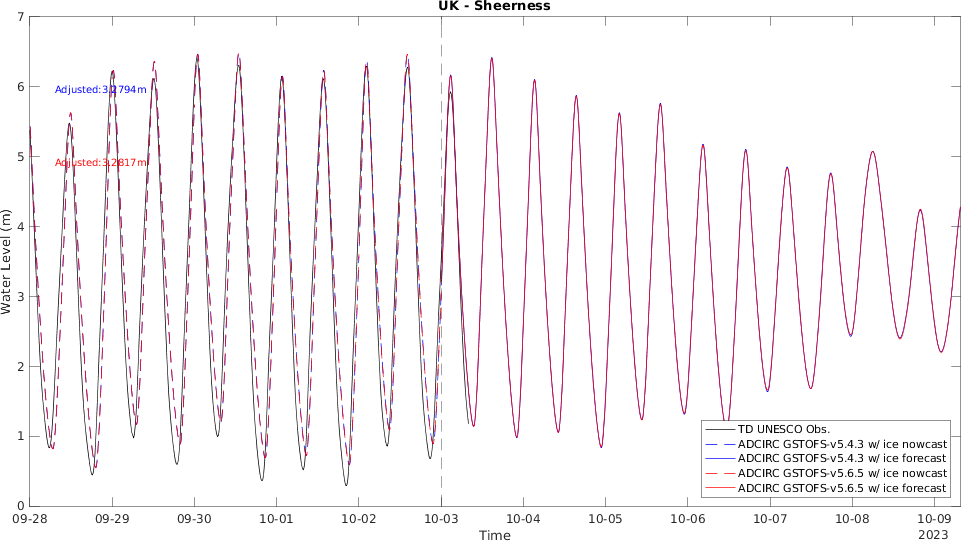 UK - Sheerness
7
6
5
4
3
2
1
0
Water Level (m)
Adjusted:3.2794m
Adjusted:3.2817m
TD UNESCO Obs.
ADCIRC GSTOFS-v5.4.3 w/ ice nowcast
ADCIRC GSTOFS-v5.4.3 w/ ice forecast
ADCIRC GSTOFS-v5.6.5 w/ ice nowcast
ADCIRC GSTOFS-v5.6.5 w/ ice forecast
09-28 09-29 09-30 10-01 10-02 10-03 10-04 10-05 10-06 10-07 10-08 10-09
Time
2023